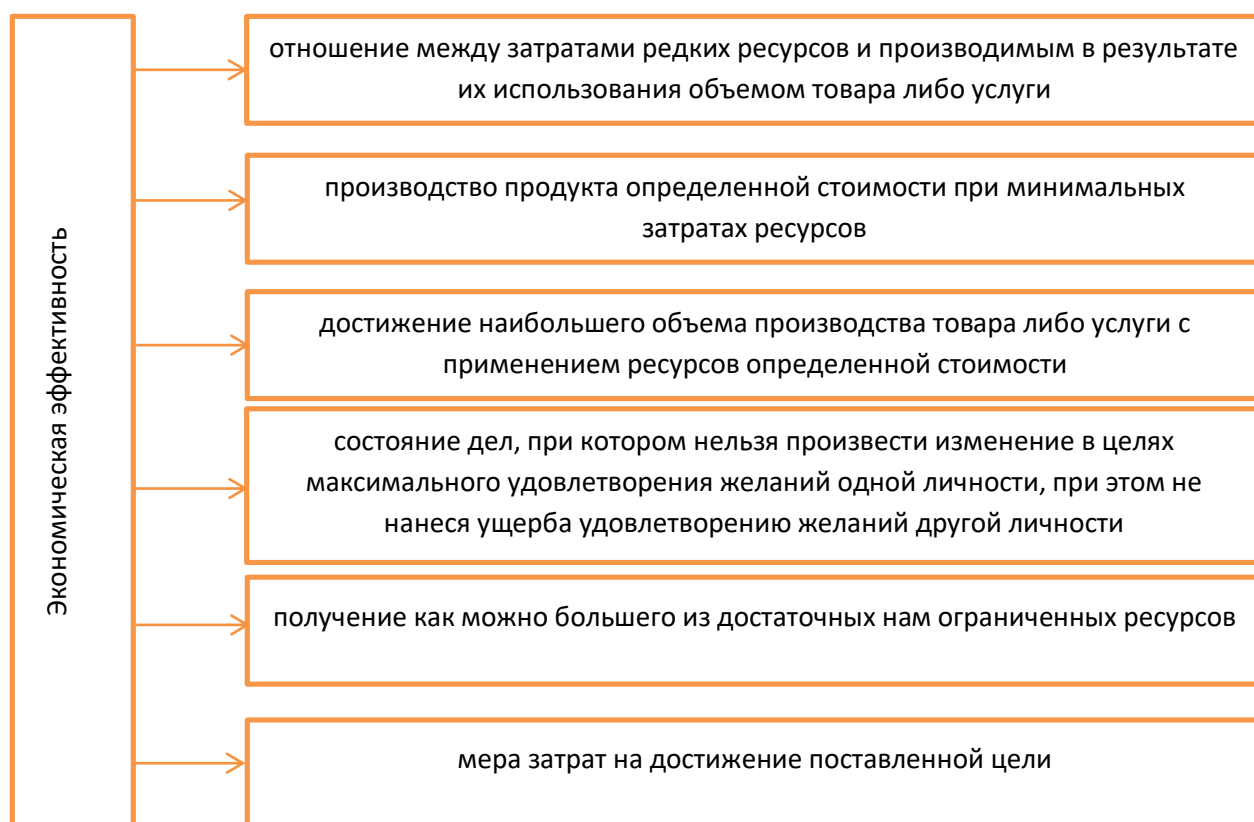 Экономическая эффективность
отношение между затратами редких ресурсов и производимым в результате
их использования объемом товара либо услуги
производство продукта определенной стоимости при минимальных
затратах ресурсов
достижение наибольшего объема производства товара либо услуги с
применением ресурсов определенной стоимости
состояние дел, при котором нельзя произвести изменение в целях
максимального удовлетворения желаний одной личности, при этом не
нанеся ущерба удовлетворению желаний другой личности
получение как можно большего из достаточных нам ограниченных ресурсов
мера затрат на достижение поставленной цели